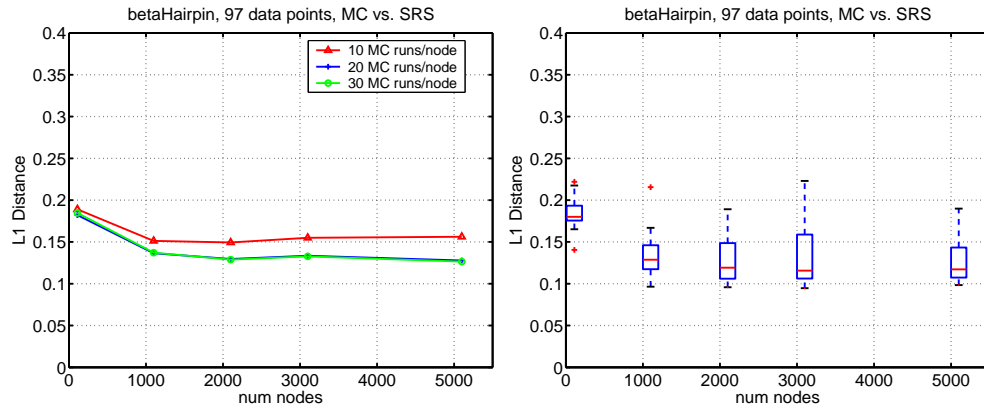 betaHairpin, 97 data points, MC vs. SRS
0.4
0.35
0.3
0.25
0.2
0.15
0.1
0.05
0
L1 Distance
10 MC runs/node
20 MC runs/node
30 MC runs/node
0 1000 2000 3000 4000 5000
num nodes
betaHairpin, 97 data points, MC vs. SRS
0.4
0.35
0.3
0.25
0.2
0.15
0.1
0.05
0
L1 Distance
0 1000 2000 3000 4000 5000
num nodes